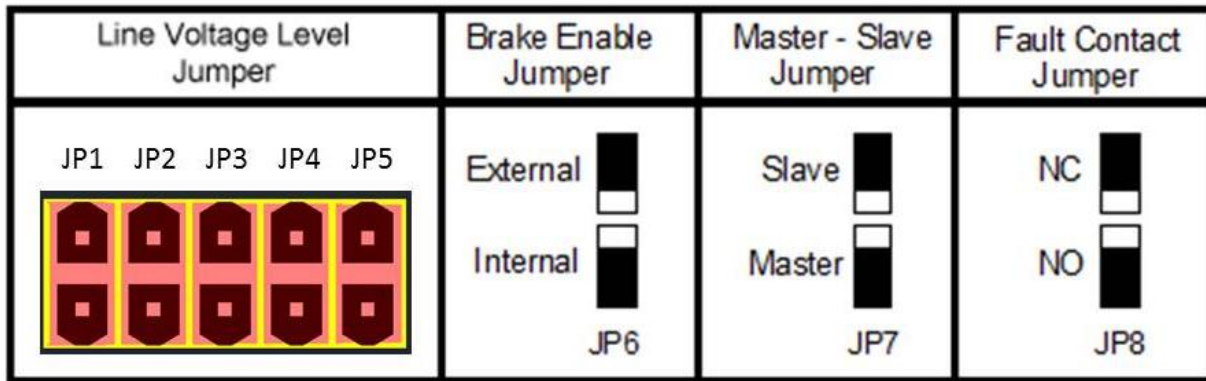 Line Voltage Level
Jumper
Brake Enable
Jumper
Master - Slave
Jumper
Fault Contact
Jumper
JP1 JP2 JP3 JP4 JP5
External
Internal
JP6
Slave
Master
JP7
NC
NO
JP8